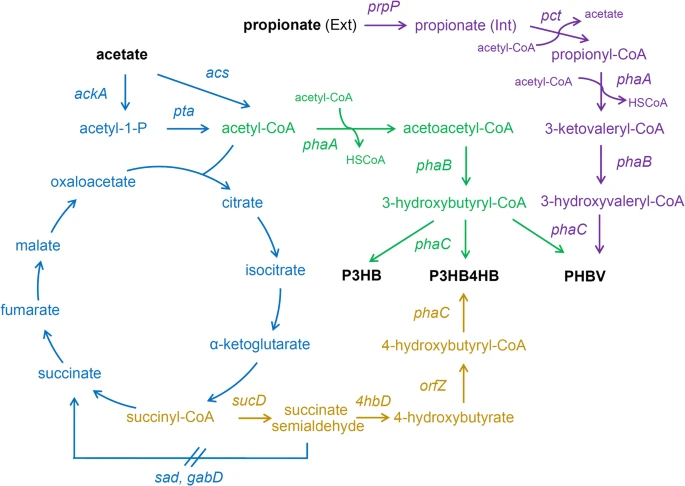 propionate (Ext)
prpP
propionate (Int)
pct
acetate
acetyl-CoA
propionyl-CoA
acetate
acs
ackA
acetyl-CoA
phaA
HSCoA
acetyl-1-P
pta
acetyl-CoA
acetyl-CoA
phaA
HSCoA
acetoacetyl-CoA
3-ketovaleryl-CoA
phaB
phaB
oxaloacetate
citrate
3-hydroxybutyryl-CoA
3-hydroxyvaleryl-CoA
phaC
phaC
malate
isocitrate
P3HB
P3HB4HB
PHBV
fumarate
phaC
α-ketoglutarate
4-hydroxybutyryl-CoA
succinate
orfZ
succinyl-CoA
sucD
succinate
semialdehyde
4hbD
4-hydroxybutyrate
sad, gabD